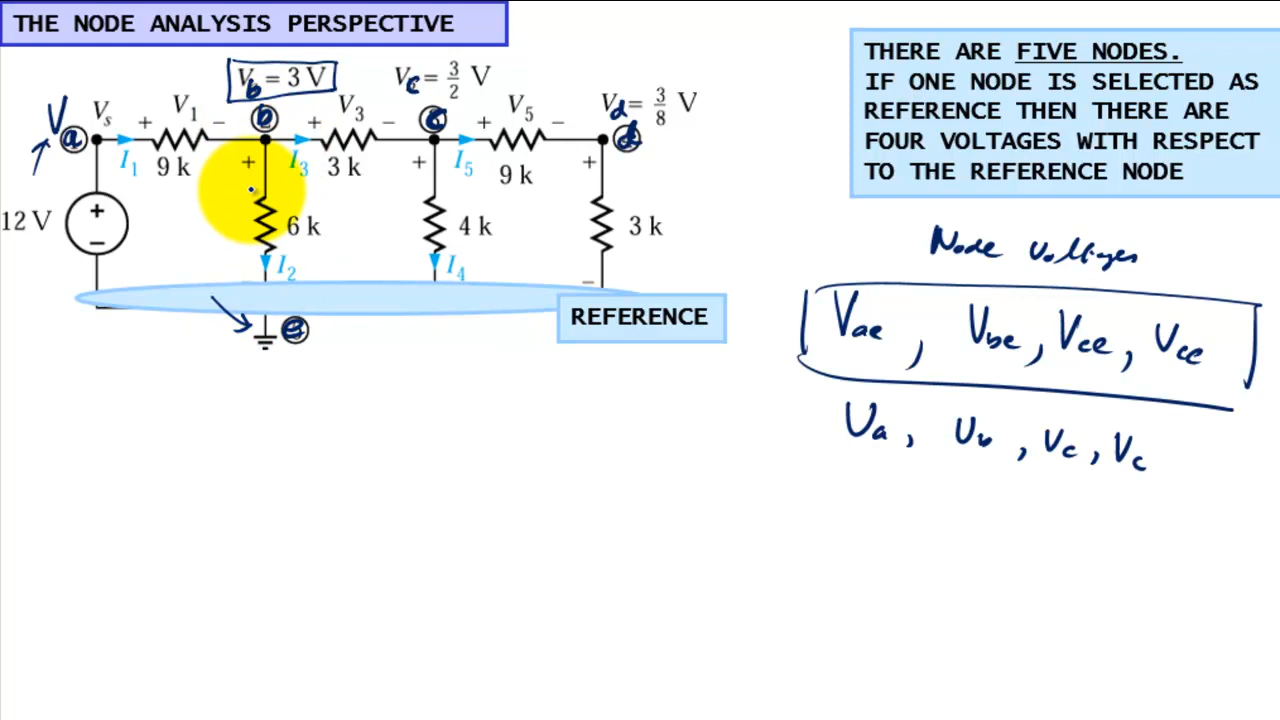 THE NODE ANALYSIS PERSPECTIVE
THERE ARE FIVE NODES.
IF ONE NODE IS SELECTED AS
REFERENCE THEN THERE ARE
FOUR VOLTAGES WITH RESPECT
TO THE REFERENCE NODE
Vb = 3 V
Vc = 3/2 V
Vd = 3/8 V
Va
Vs
+ V1 −
+ V3 −
+ V5 −
a
b
c
d
I1
9 k
+
I3
3 k
+
I5
9 k
+
12 V
+
−
6 k
4 k
3 k
I2
I4
−
REFERENCE
e
Node Voltages
Vae, Vbe, Vce, Vce
Va, Vb, Vc, Vc